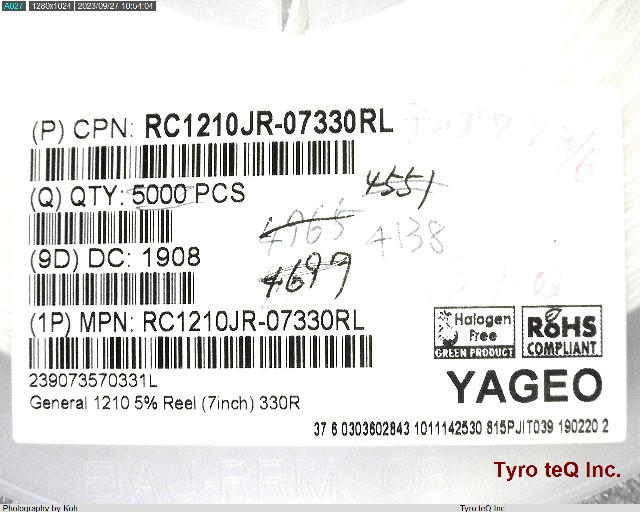 A027 1280x1024 2023/09/27 10:54:04
(P) CPN: RC1210JR-07330RL
(Q) QTY: 5000 PCS
4551
4965
4138
(9D) DC: 1908
4699
(1P) MPN: RC1210JR-07330RL
Halogen
Free
GREEN PRODUCT
RoHS
COMPLIANT
239073570331L
YAGEO
General 1210 5% Reel (7inch) 330R
37 6 0303602843 1011142530 815PJIT039 190220 2
Tyro teQ Inc.
Photography by Koh
Tyro teQ Inc.